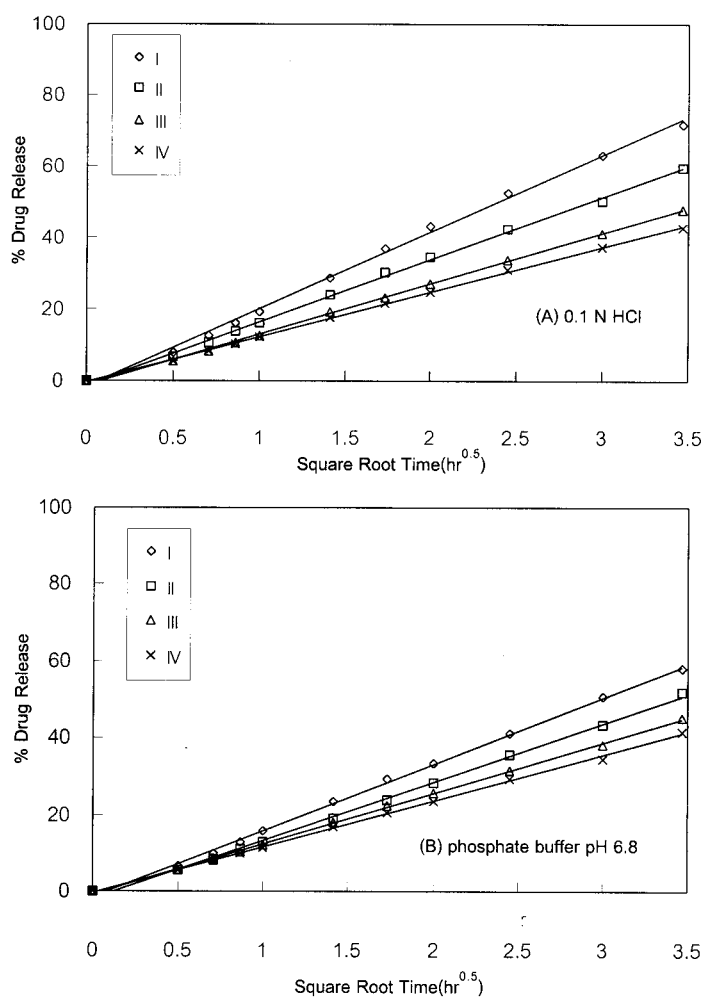 100
80
60
40
20
0
% Drug Release
I
II
III
IV
(A) 0.1 N HCl
0 0.5 1 1.5 2 2.5 3 3.5
Square Root Time(hr^0.5)
100
80
60
40
20
0
% Drug Release
I
II
III
IV
(B) phosphate buffer pH 6.8
0 0.5 1 1.5 2 2.5 3 3.5
Square Root Time(hr^0.5)